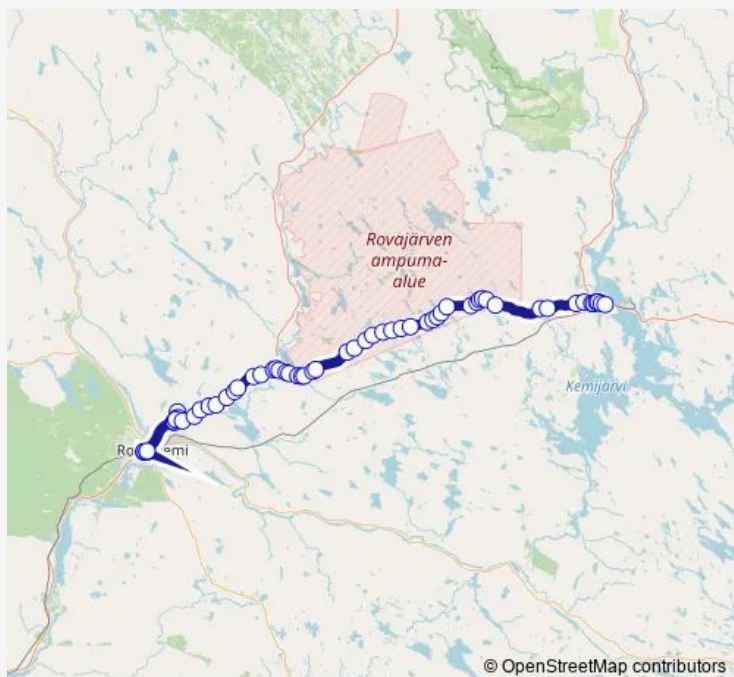 Rovajärven
ampuma-
alue
Kemijärvi
© OpenStreetMap contributors